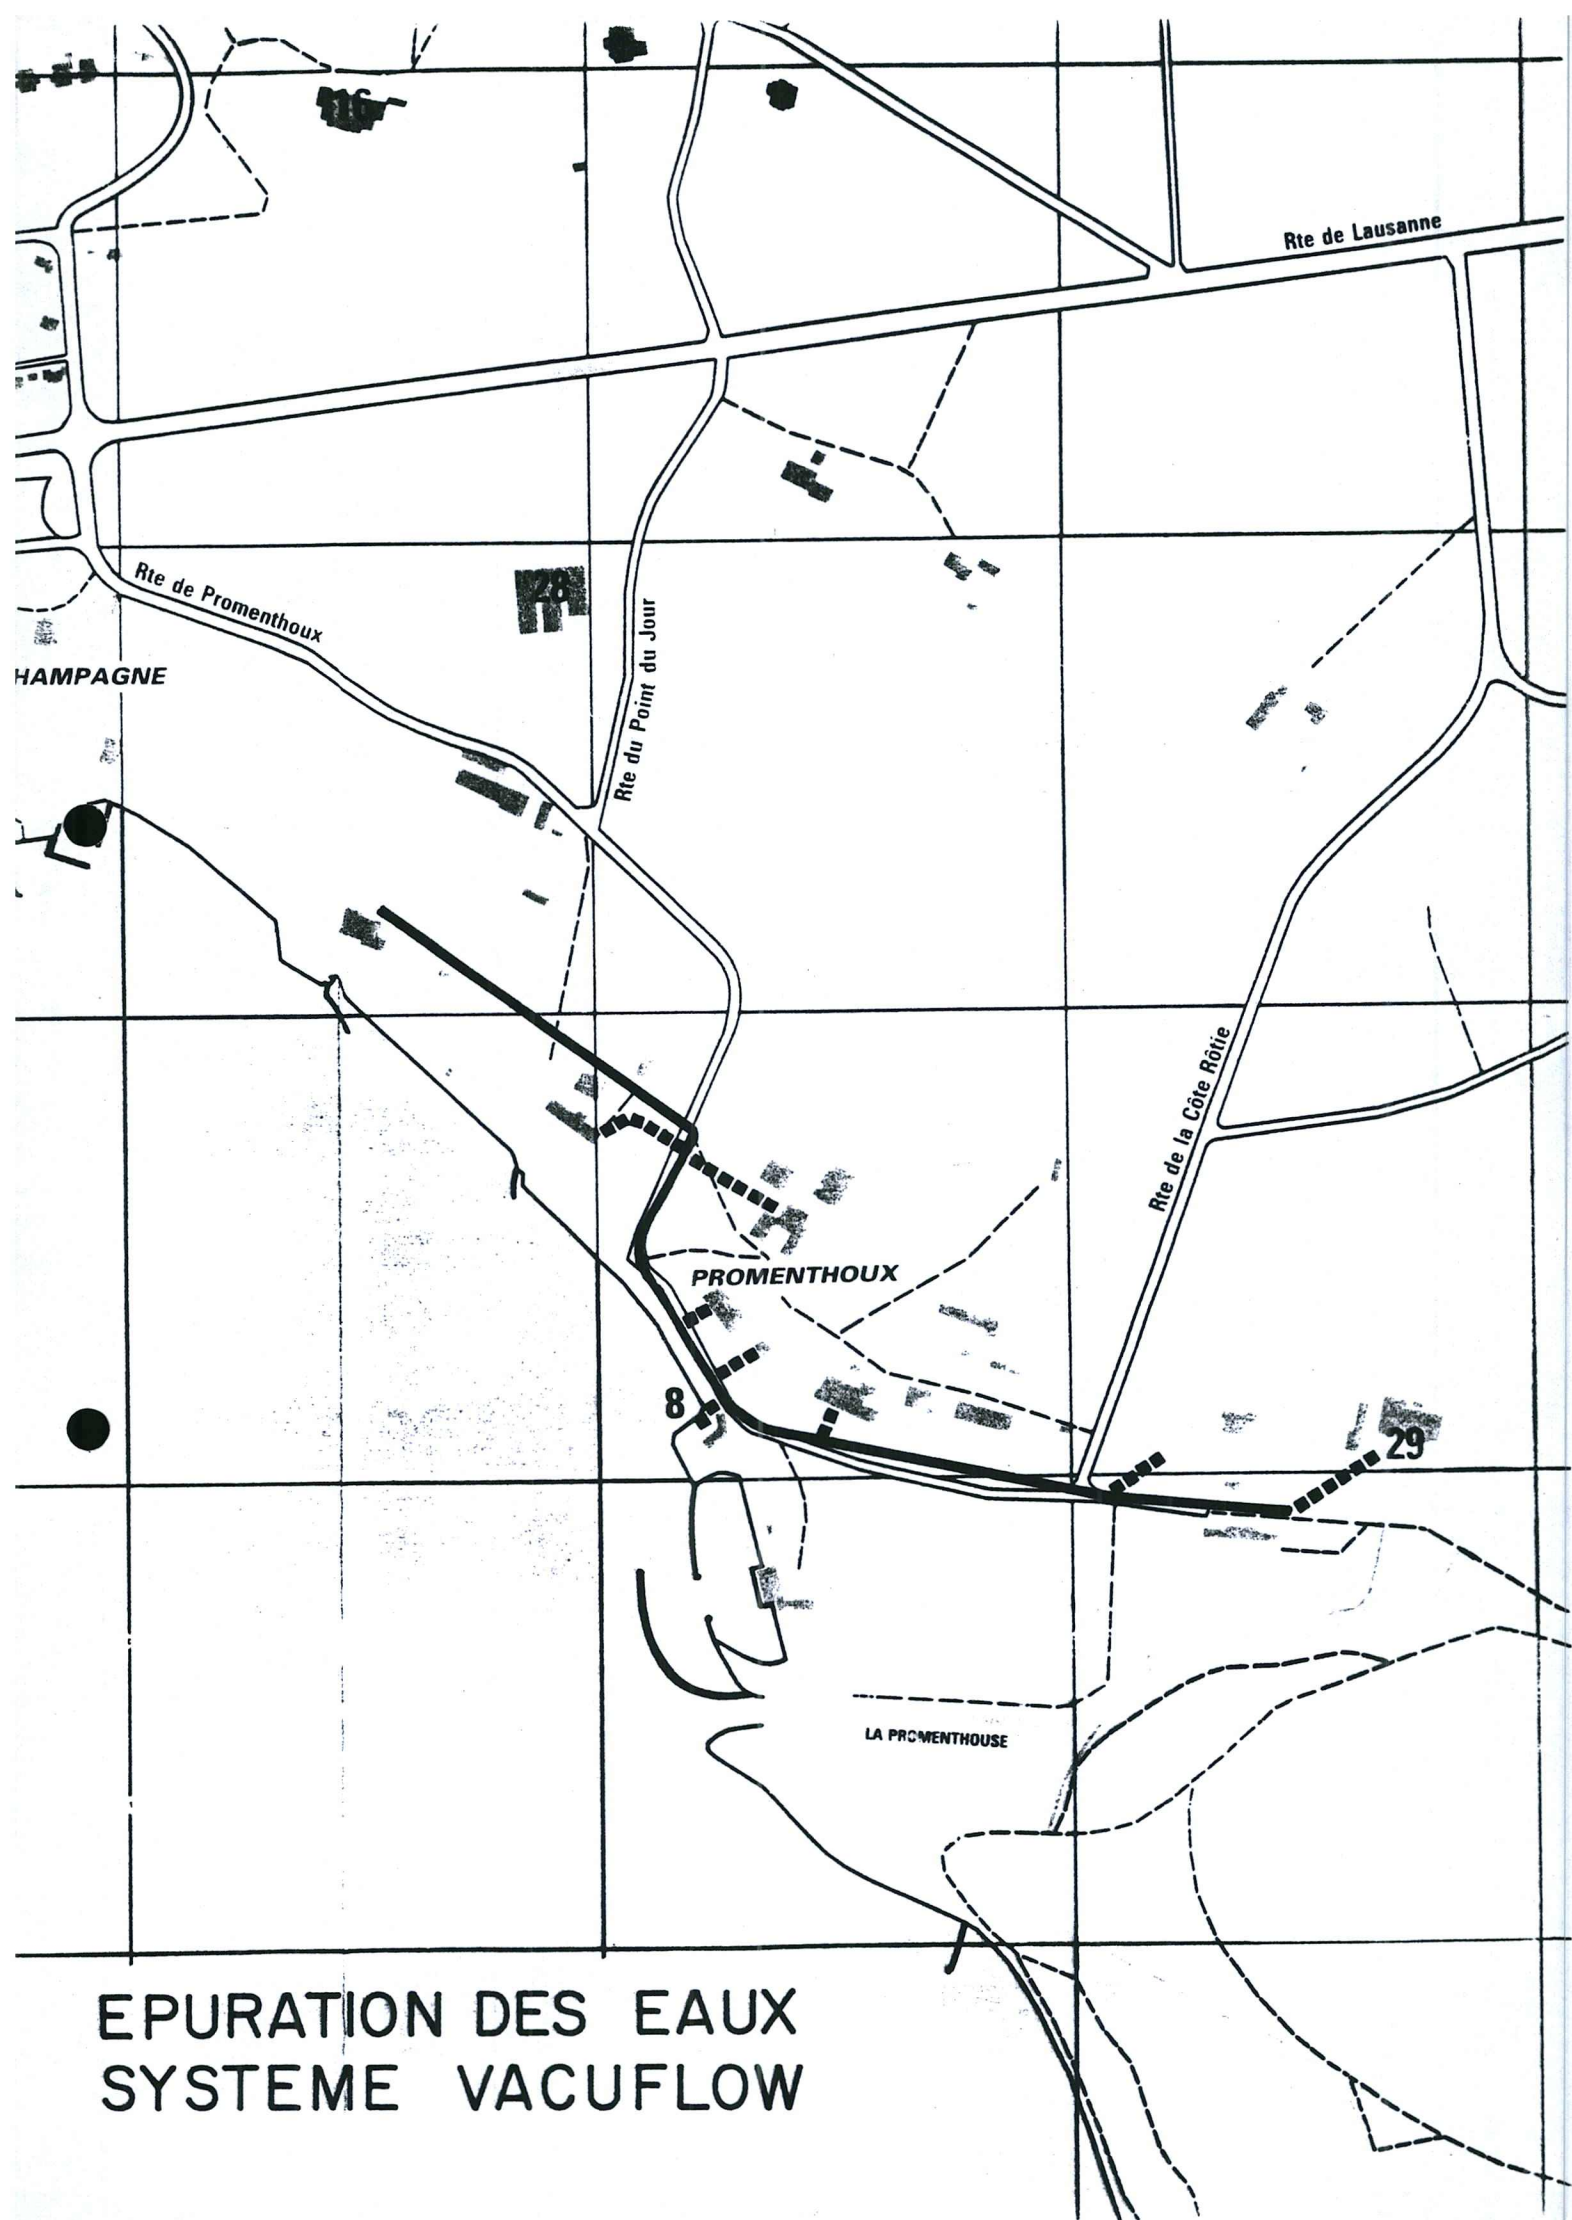 16
Rte de Lausanne
28
Rte de Promenthoux
Rte du Point du Jour
HAMPAGNE
Rte de la Côte Rôtie
PROMENTHOUX
8
29
LA PROMENTHOUSE
EPURATION DES EAUX
SYSTEME VACUFLOW